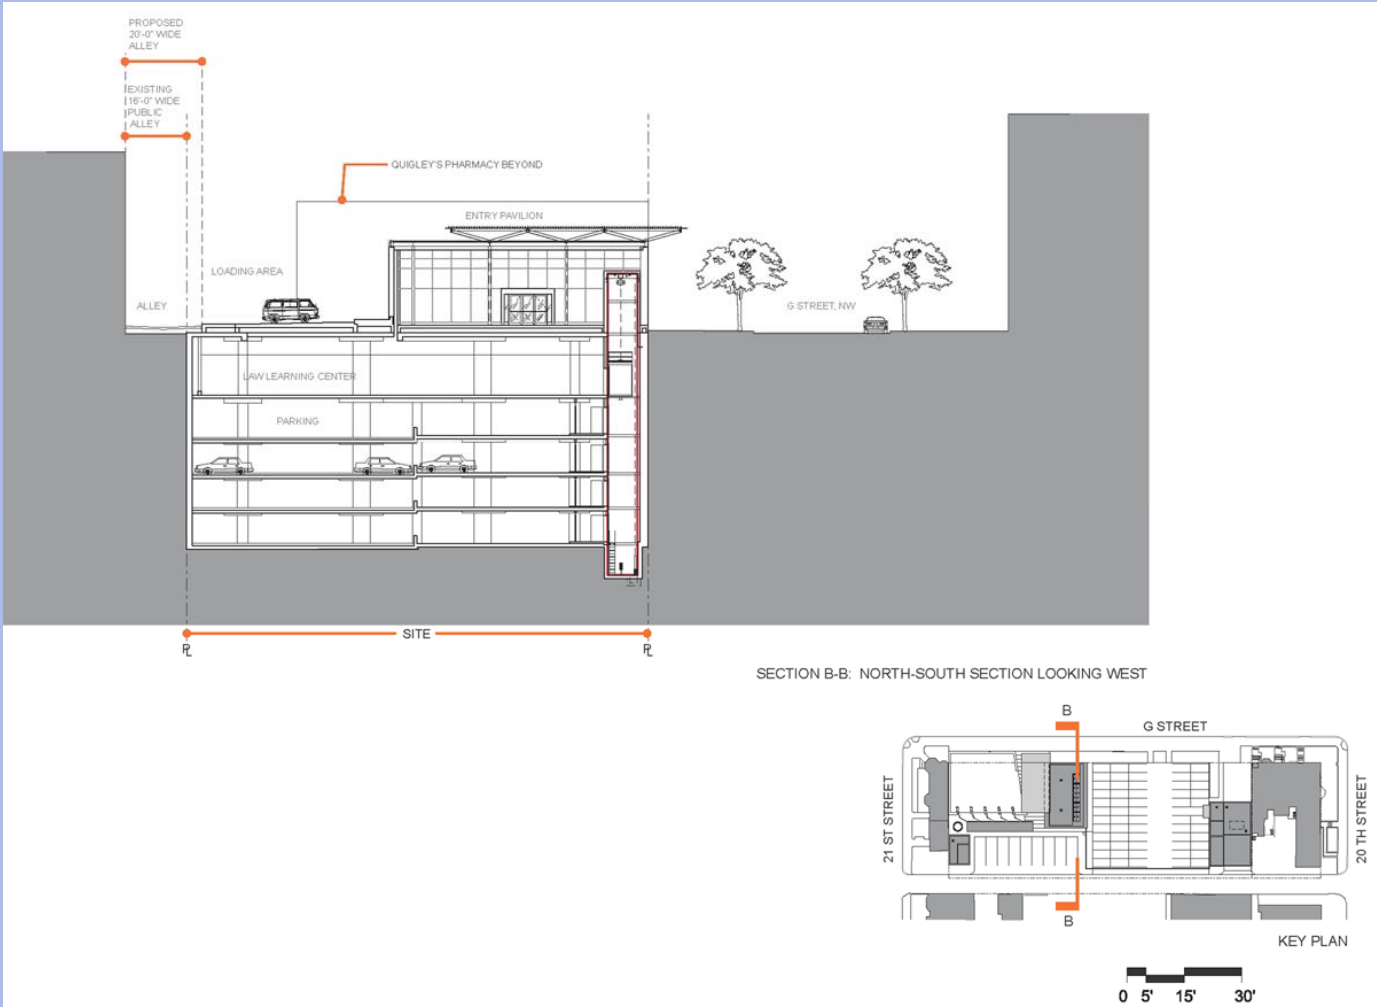 PROPOSED
20'-0" WIDE
ALLEY
EXISTING
16'-0" WIDE
PUBLIC
ALLEY
QUIGLEY'S PHARMACY BEYOND
ENTRY PAVILION
LOADING AREA
ALLEY
G STREET, NW
LAW LEARNING CENTER
PARKING
SITE
PL
PL
SECTION B-B: NORTH-SOUTH SECTION LOOKING WEST
B
G STREET
21 ST STREET
20 TH STREET
B
KEY PLAN
0 5' 15' 30'